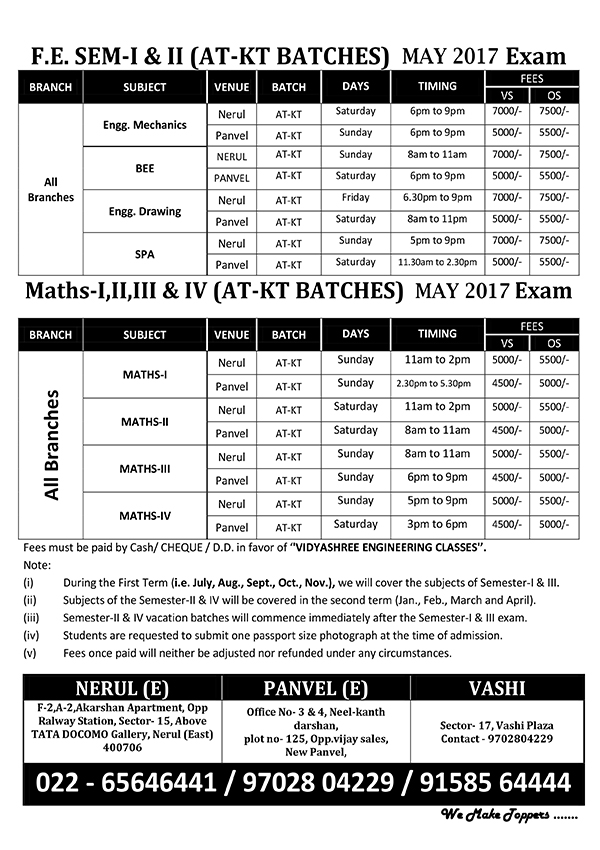 F.E. SEM-I & II (AT-KT BATCHES) MAY 2017 Exam
BRANCH SUBJECT VENUE BATCH DAYS TIMING FEES
VS OS
All Branches Engg. Mechanics Nerul AT-KT Saturday 6pm to 9pm 7000/- 7500/-
Panvel AT-KT Sunday 6pm to 9pm 5000/- 5500/-
BEE NERUL AT-KT Sunday 8am to 11am 7000/- 7500/-
PANVEL AT-KT Saturday 6pm to 9pm 5000/- 5500/-
Engg. Drawing Nerul AT-KT Friday 6.30pm to 9pm 7000/- 7500/-
Panvel AT-KT Saturday 8am to 11pm 5000/- 5500/-
SPA Nerul AT-KT Sunday 5pm to 9pm 7000/- 7500/-
Panvel AT-KT Saturday 11.30am to 2.30pm 5000/- 5500/-
Maths-I,II,III & IV (AT-KT BATCHES) MAY 2017 Exam
BRANCH SUBJECT VENUE BATCH DAYS TIMING FEES
VS OS
All Branches MATHS-I Nerul AT-KT Sunday 11am to 2pm 5000/- 5500/-
Panvel AT-KT Sunday 2.30pm to 5.30pm 4500/- 5000/-
MATHS-II Nerul AT-KT Saturday 11am to 2pm 5000/- 5500/-
Panvel AT-KT Saturday 8am to 11am 4500/- 5000/-
MATHS-III Nerul AT-KT Sunday 8am to 11am 5000/- 5500/-
Panvel AT-KT Sunday 6pm to 9pm 4500/- 5000/-
MATHS-IV Nerul AT-KT Sunday 5pm to 9pm 5000/- 5500/-
Panvel AT-KT Saturday 3pm to 6pm 4500/- 5000/-
Fees must be paid by Cash/ CHEQUE / D.D. in favor of “VIDYASHREE ENGINEERING CLASSES”.
Note:
(i) During the First Term (i.e. July, Aug., Sept., Oct., Nov.), we will cover the subjects of Semester-I & III.
(ii) Subjects of the Semester-II & IV will be covered in the second term (Jan., Feb., March and April).
(iii) Semester-II & IV vacation batches will commence immediately after the Semester-I & III exam.
(iv) Students are requested to submit one passport size photograph at the time of admission.
(v) Fees once paid will neither be adjusted nor refunded under any circumstances.
NERUL (E)
F-2,A-2,Akarshan Apartment, Opp
Ralway Station, Sector- 15, Above
TATA DOCOMO Gallery, Nerul (East)
400706
PANVEL (E)
Office No- 3 & 4, Neel-kanth
darshan,
plot no- 125, Opp.vijay sales,
New Panvel,
VASHI
Sector- 17, Vashi Plaza
Contact - 9702804229
022 - 65646441 / 97028 04229 / 91585 64444
We Make Toppers .......